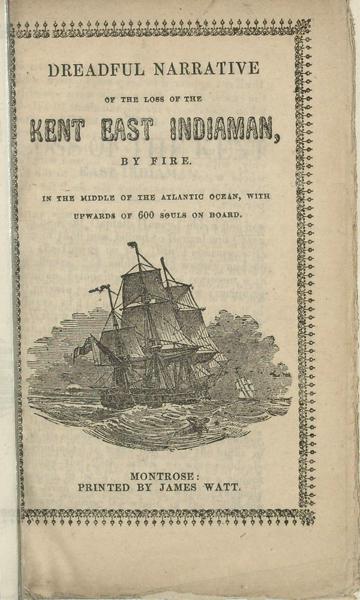 DREADFUL NARRATIVE
OF THE LOSS OF THE
KENT EAST INDIAMAN,
BY FIRE.
IN THE MIDDLE OF THE ATLANTIC OCEAN, WITH
UPWARDS OF 600 SOULS ON BOARD.
MONTROSE:
PRINTED BY JAMES WATT.